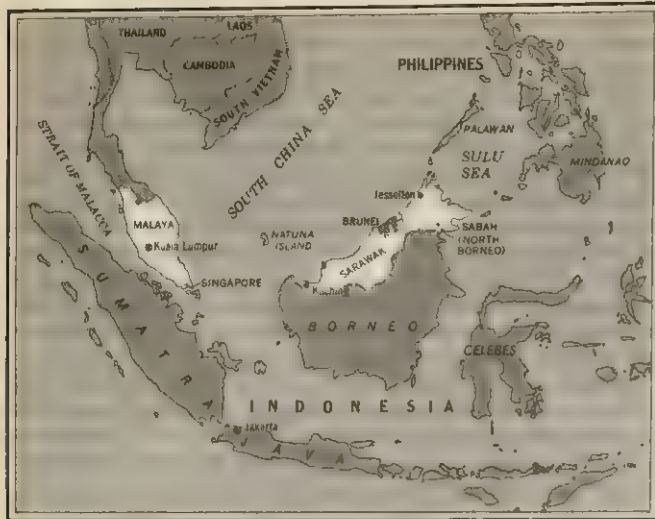 THAILAND
LAOS
CAMBODIA
SOUTH VIETNAM
PHILIPPINES
PALAWAN
SULU
SEA
MINDANAO
STRAIT OF MALACCA
SOUTH CHINA SEA
Jesselton
BRUNEI
SABAH
(NORTH
BORNEO)
MALAYA
Kuala Lumpur
NATUNA
ISLAND
SARAWAK
SINGAPORE
Kuching
SUMATRA
BORNEO
CELEBES
INDONESIA
Jakarta
JAVA